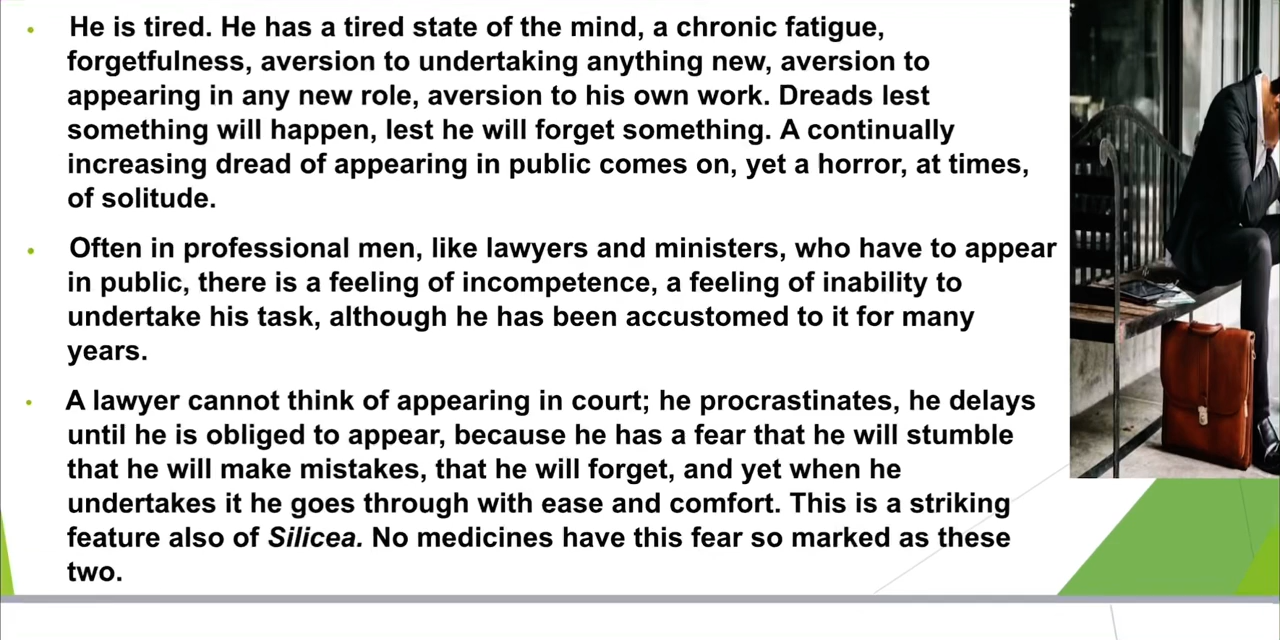 He is tired. He has a tired state of the mind, a chronic fatigue,
forgetfulness, aversion to undertaking anything new, aversion to
appearing in any new role, aversion to his own work. Dreads lest
something will happen, lest he will forget something. A continually
increasing dread of appearing in public comes on, yet a horror, at times,
of solitude.
Often in professional men, like lawyers and ministers, who have to appear
in public, there is a feeling of incompetence, a feeling of inability to
undertake his task, although he has been accustomed to it for many
years.
A lawyer cannot think of appearing in court; he procrastinates, he delays
until he is obliged to appear, because he has a fear that he will stumble
that he will make mistakes, that he will forget, and yet when he
undertakes it he goes through with ease and comfort. This is a striking
feature also of Silicea. No medicines have this fear so marked as these
two.